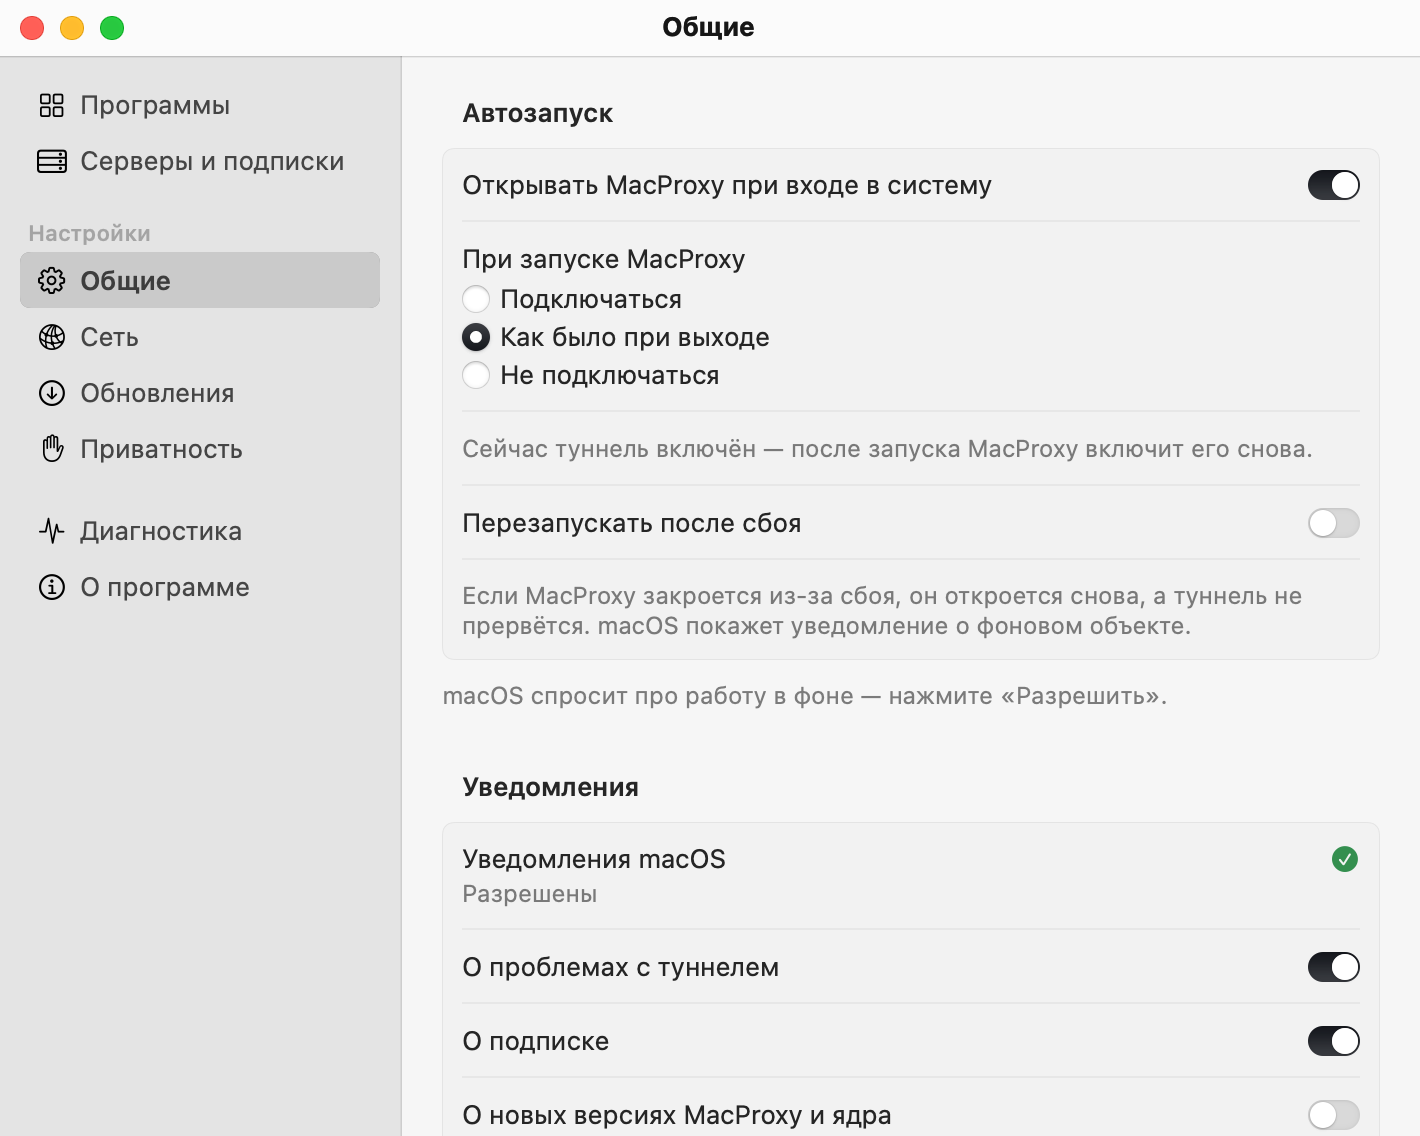 Общие
Программы
Серверы и подписки
Настройки
Общие
Сеть
Обновления
Приватность
Диагностика
О программе
Автозапуск
Открывать MacProxy при входе в систему
При запуске MacProxy
Подключаться
Как было при выходе
Не подключаться
Сейчас туннель включён — после запуска MacProxy включит его снова.
Перезапускать после сбоя
Если MacProxy закроется из-за сбоя, он откроется снова, а туннель не
прервётся. macOS покажет уведомление о фоновом объекте.
macOS спросит про работу в фоне — нажмите «Разрешить».
Уведомления
Уведомления macOS
Разрешены
О проблемах с туннелем
О подписке
О новых версиях MacProxy и ядра